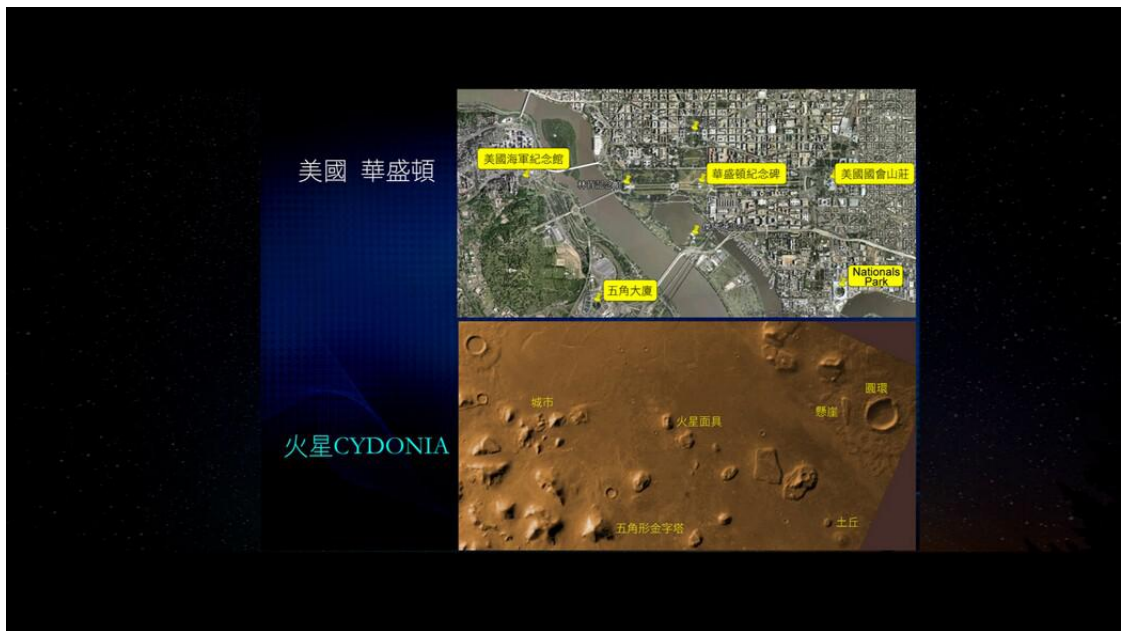 美國 華盛頓
美國海軍紀念館
華盛頓紀念碑
美國國會山莊
五角大廈
Nationals
Park
火星CYDONIA
城市
火星面具
圓環
懸崖
五角形金字塔
土丘